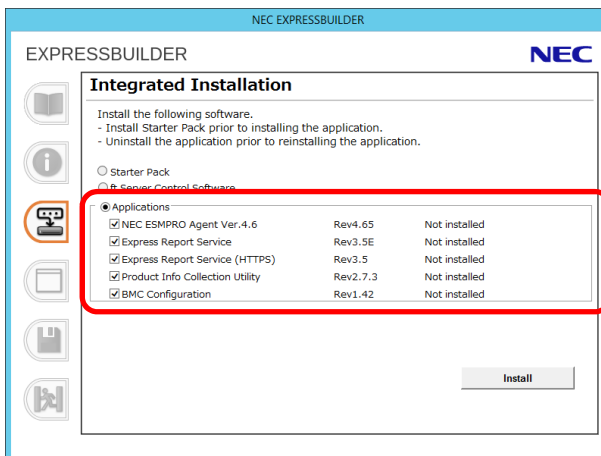 NEC EXPRESSBUILDER
EXPRESSBUILDER
NEC
Integrated Installation
Install the following software.
- Install Starter Pack prior to installing the application.
- Uninstall the application prior to reinstalling the application.
Starter Pack
ft Server Control Software
Applications
NEC ESMPRO Agent Ver.4.6 Rev4.65 Not installed
Express Report Service Rev3.5E Not installed
Express Report Service (HTTPS) Rev3.5 Not installed
Product Info Collection Utility Rev2.7.3 Not installed
BMC Configuration Rev1.42 Not installed
Install